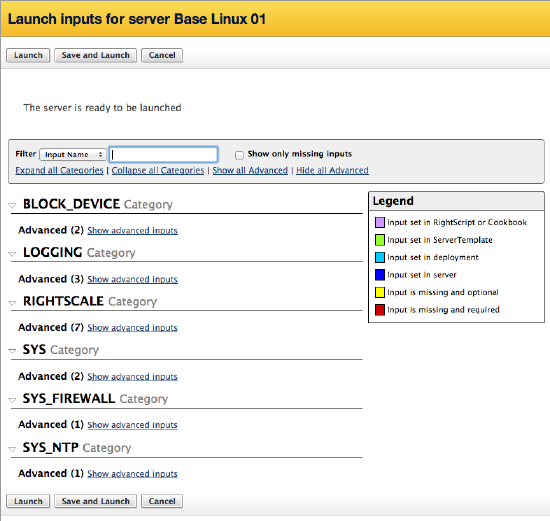 Launch inputs for server Base Linux 01
Launch Save and Launch Cancel
The server is ready to be launched
Filter Input Name Show only missing inputs
Expand all Categories | Collapse all Categories | Show all Advanced | Hide all Advanced
BLOCK_DEVICE Category
Advanced (2) Show advanced inputs
LOGGING Category
Advanced (3) Show advanced inputs
RIGHTSCALE Category
Advanced (7) Show advanced inputs
SYS Category
Advanced (2) Show advanced inputs
SYS_FIREWALL Category
Advanced (1) Show advanced inputs
SYS_NTP Category
Advanced (1) Show advanced inputs
Legend
Input set in RightScript or Cookbook
Input set in ServerTemplate
Input set in deployment
Input set in server
Input is missing and optional
Input is missing and required
Launch Save and Launch Cancel